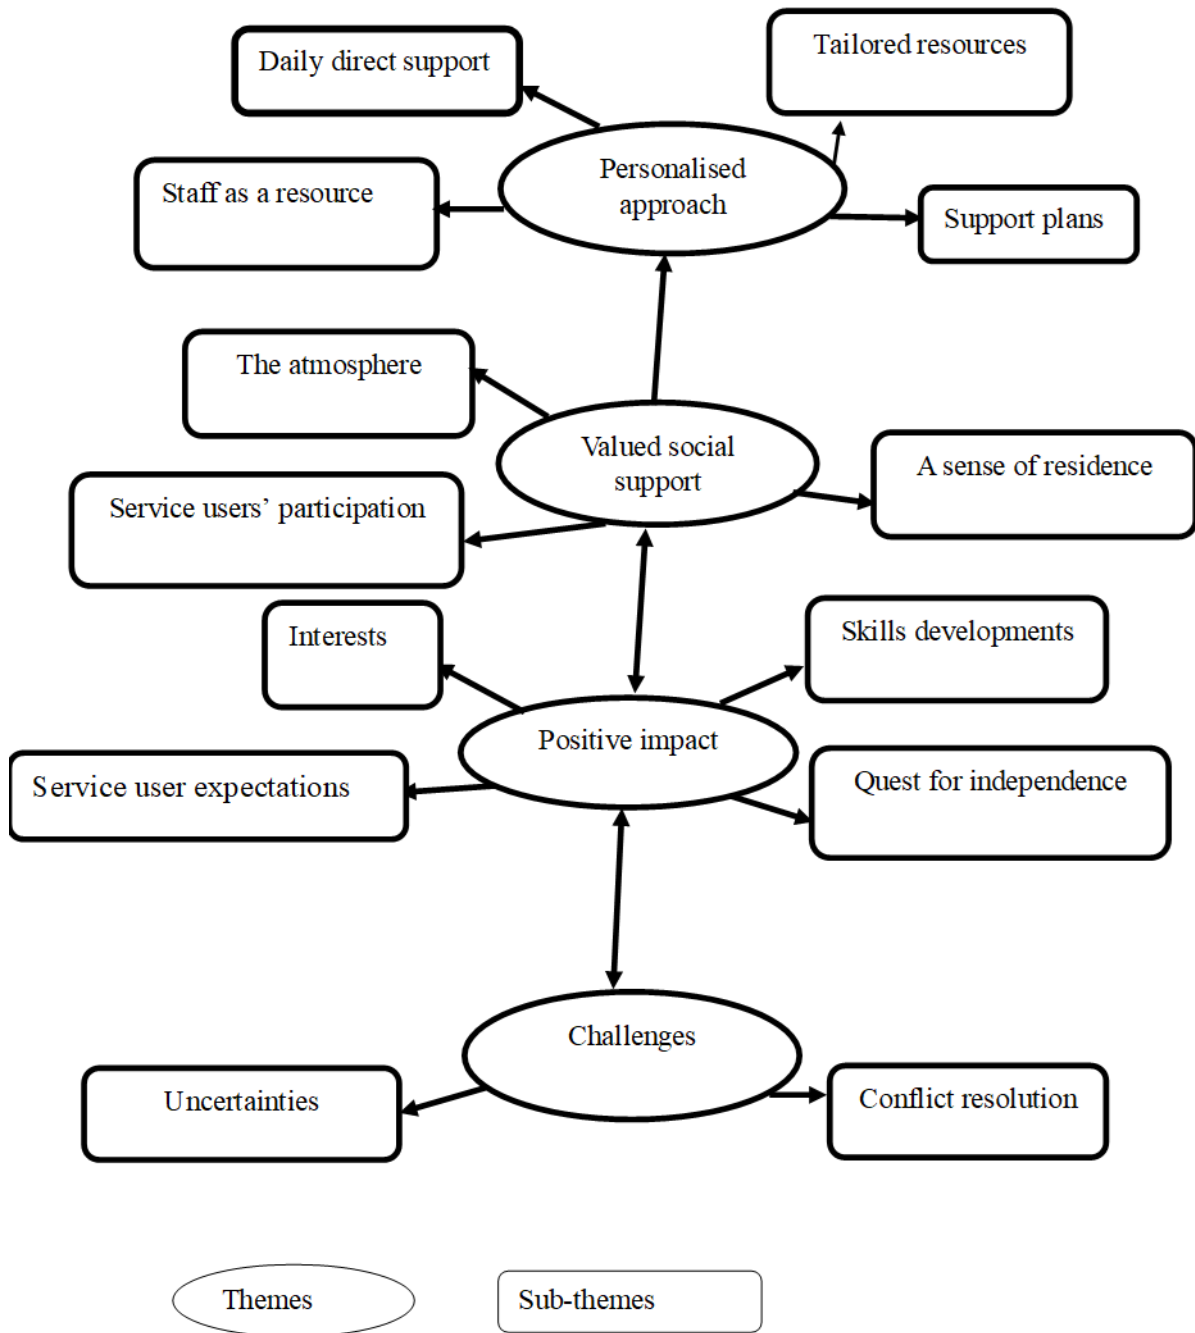 Daily direct support
Tailored resources
Personalised
approach
Staff as a resource
Support plans
The atmosphere
Valued social
support
A sense of residence
Service users’ participation
Interests
Skills developments
Positive impact
Service user expectations
Quest for independence
Challenges
Uncertainties
Conflict resolution
Themes
Sub-themes